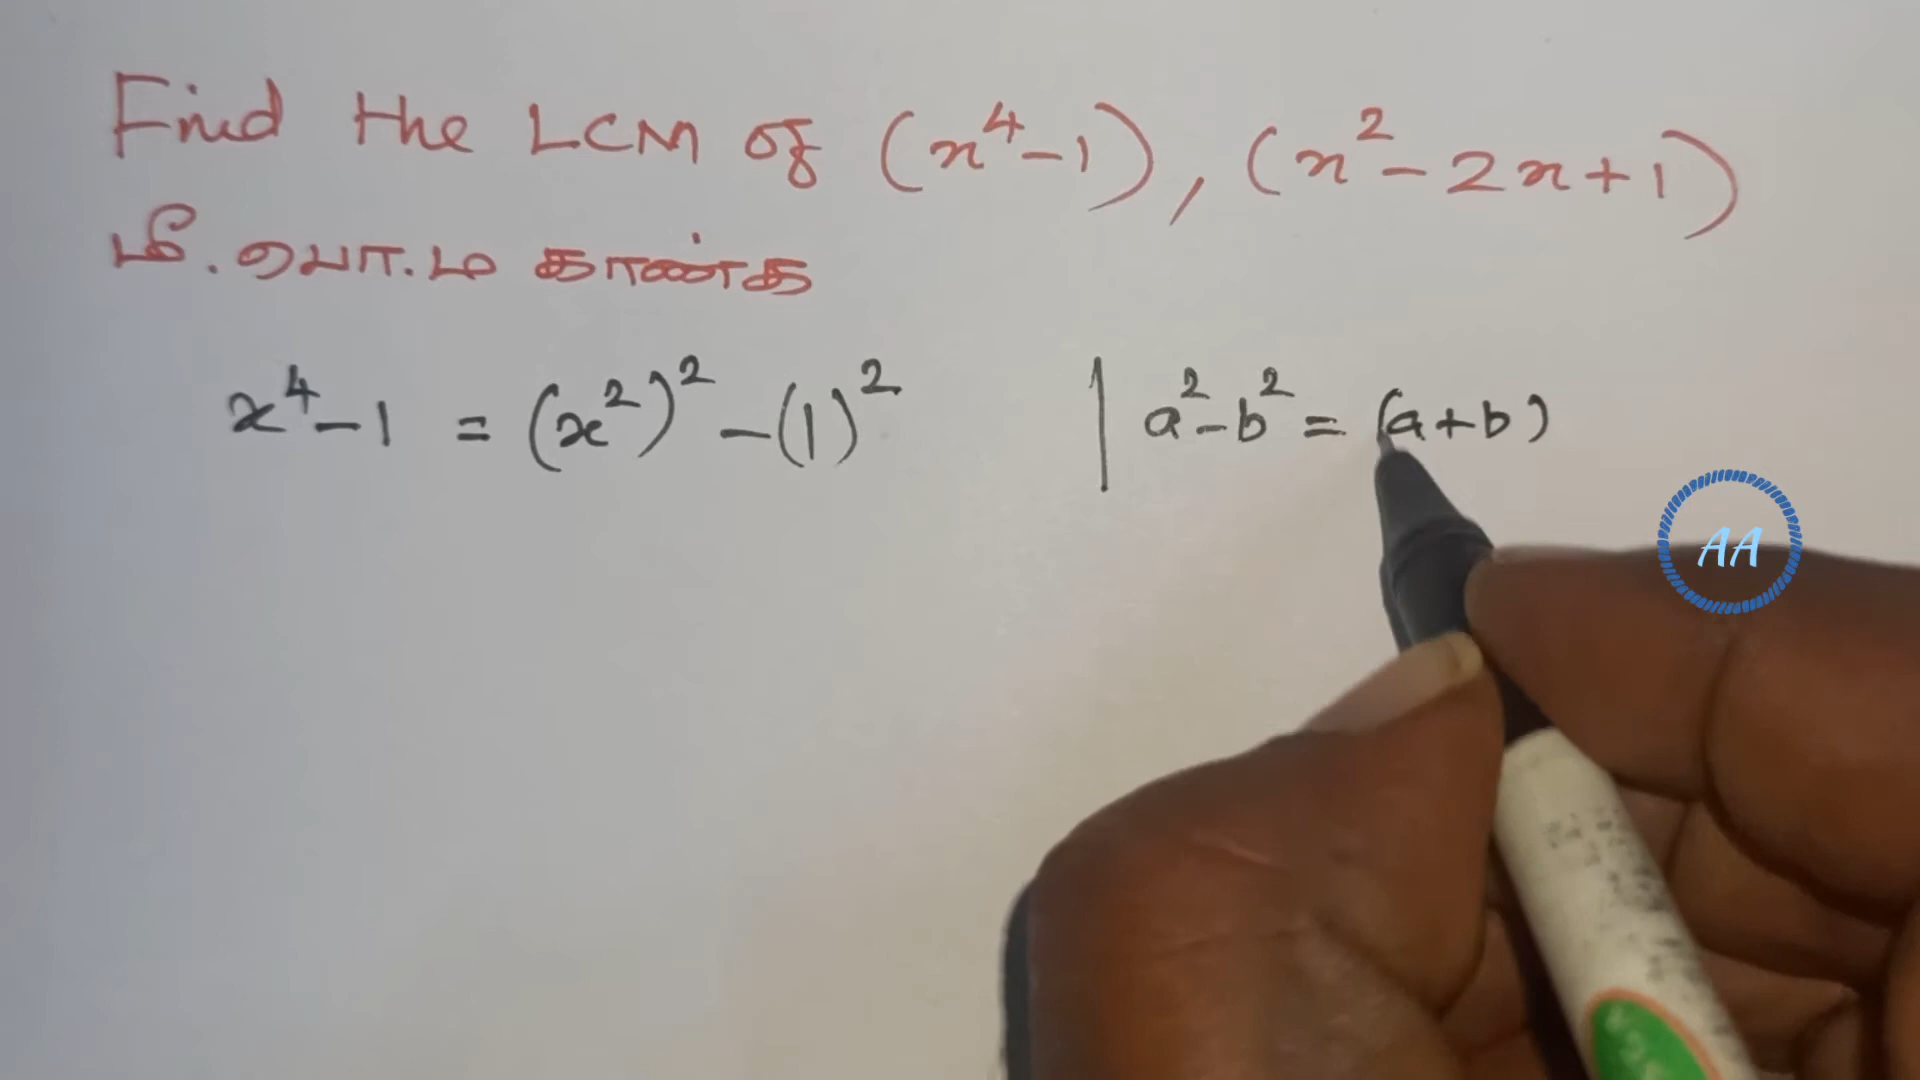 Find the LCM of (x⁴-1), (x²-2x+1)
மீ.பொ.ம காண்க
x⁴-1 = (x²)²-(1)² | a²-b² = (a+b)
AA